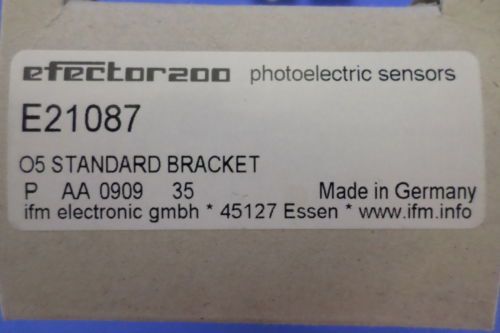 efector200 photoelectric sensors
E21087
O5 STANDARD BRACKET
P AA 0909 35 Made in Germany
ifm electronic gmbh * 45127 Essen * www.ifm.info